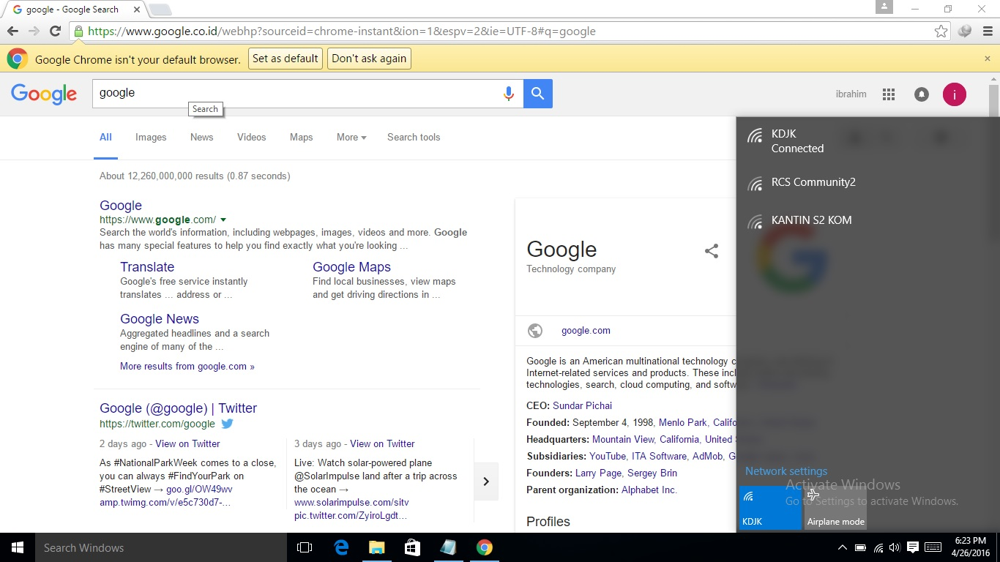 google - Google Search
https://www.google.co.id/webhp?sourceid=chrome-instant&ion=1&espv=2&ie=UTF-8#q=google
Google Chrome isn't your default browser. Set as default Don't ask again
Google
google
Search
ibrahim
i
All Images News Videos Maps More Search tools
About 12,260,000,000 results (0.87 seconds)
Google
https://www.google.com/
Search the world's information, including webpages, images, videos and more. Google
has many special features to help you find exactly what you're looking ...
Translate
Google's free service instantly
translates ... address or ...
Google Maps
Find local businesses, view maps
and get driving directions in ...
Google News
Aggregated headlines and a search
engine of many of the ...
More results from google.com »
Google (@google) | Twitter
https://twitter.com/google
2 days ago - View on Twitter
As #NationalParkWeek comes to a close,
you can always #FindYourPark on
#StreetView → goo.gl/OW49wv
amp.twimg.com/v/e5c730d7-...
3 days ago - View on Twitter
Live: Watch solar-powered plane
@SolarImpulse land after a trip across
the ocean →
www.solarimpulse.com/sitv
pic.twitter.com/ZyiroLgdt...
Google
Technology company
google.com
Google is an American multinational technology
Internet-related services and products. These
technologies, search, cloud computing, and
CEO: Sundar Pichai
Founded: September 4, 1998, Menlo Park,
Headquarters: Mountain View, California, United
Subsidiaries: YouTube, ITA Software, AdMob,
Founders: Larry Page, Sergey Brin
Parent organization: Alphabet Inc.
Profiles
KDJK
Connected
RCS Community2
KANTIN S2 KOM
Network settings
Activate Windows
Go to Settings to activate Windows.
KDJK
Airplane mode
Search Windows
6:23 PM
4/26/2016